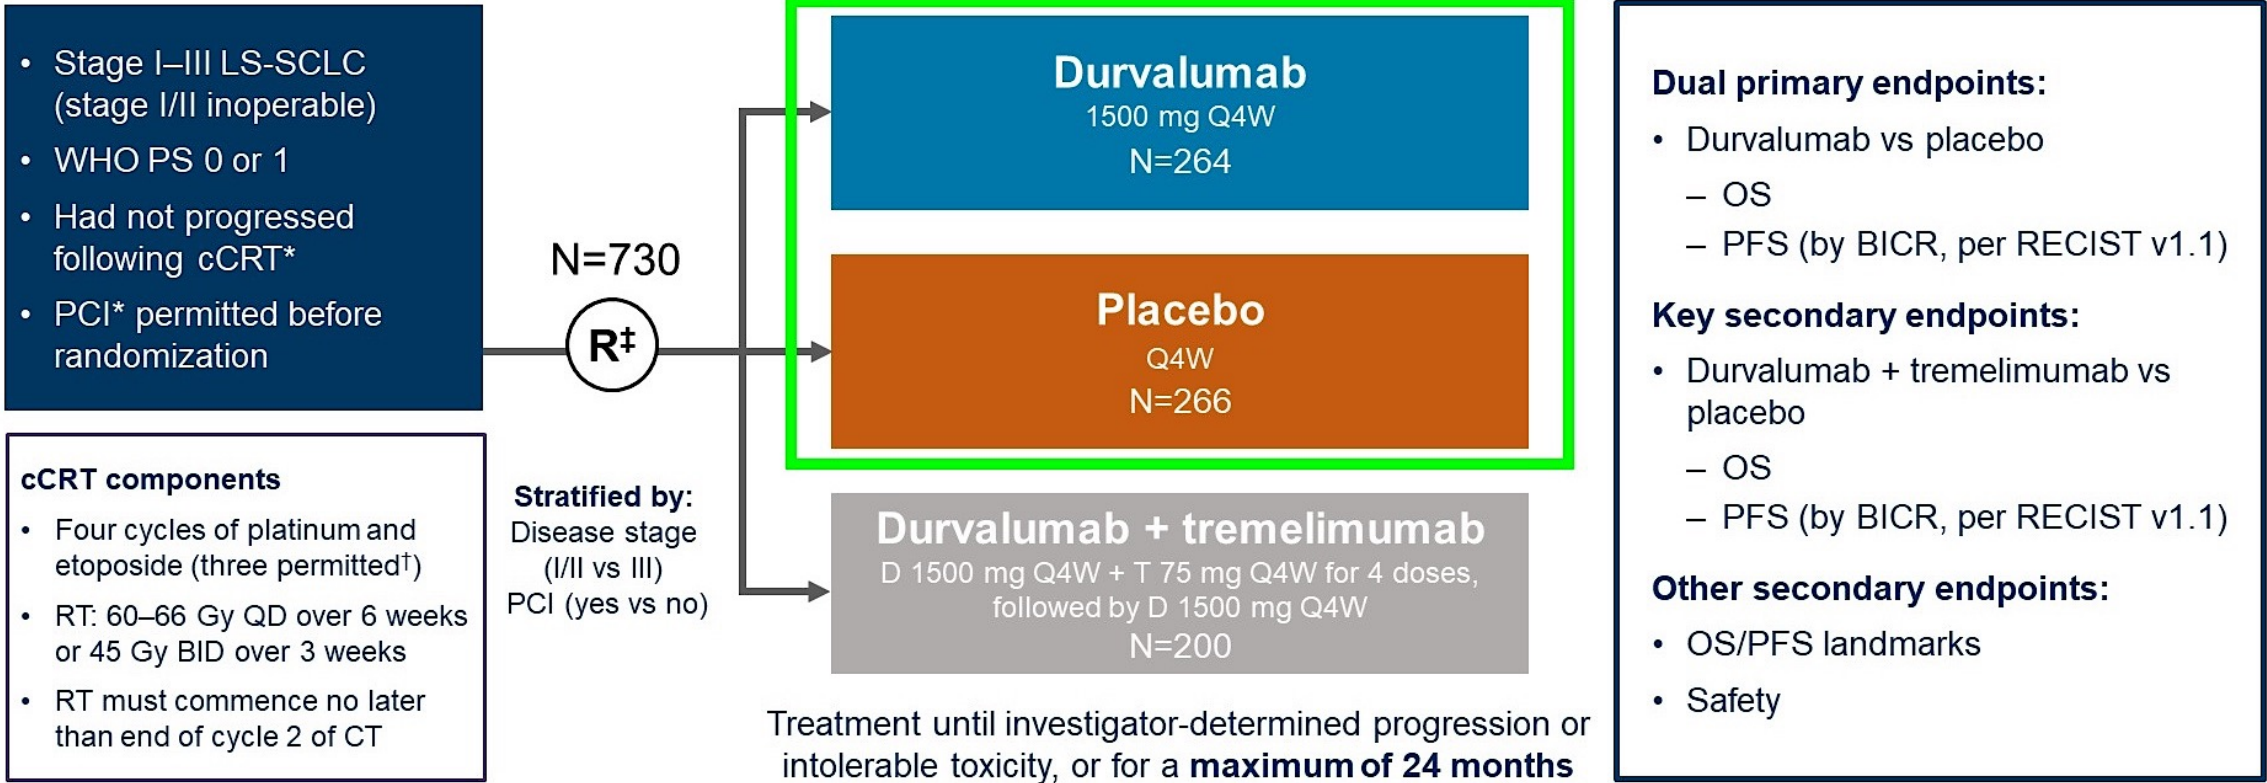 • Stage I–III LS-SCLC
(stage I/II inoperable)
• WHO PS 0 or 1
• Had not progressed
following cCRT*
• PCI* permitted before
randomization
cCRT components
• Four cycles of platinum and
etoposide (three permitted†)
• RT: 60–66 Gy QD over 6 weeks
or 45 Gy BID over 3 weeks
• RT must commence no later
than end of cycle 2 of CT
N=730
R‡
Stratified by:
Disease stage
(I/II vs III)
PCI (yes vs no)
Durvalumab
1500 mg Q4W
N=264
Placebo
Q4W
N=266
Durvalumab + tremelimumab
D 1500 mg Q4W + T 75 mg Q4W for 4 doses,
followed by D 1500 mg Q4W
N=200
Treatment until investigator-determined progression or
intolerable toxicity, or for a maximum of 24 months
Dual primary endpoints:
• Durvalumab vs placebo
– OS
– PFS (by BICR, per RECIST v1.1)
Key secondary endpoints:
• Durvalumab + tremelimumab vs
placebo
– OS
– PFS (by BICR, per RECIST v1.1)
Other secondary endpoints:
• OS/PFS landmarks
• Safety